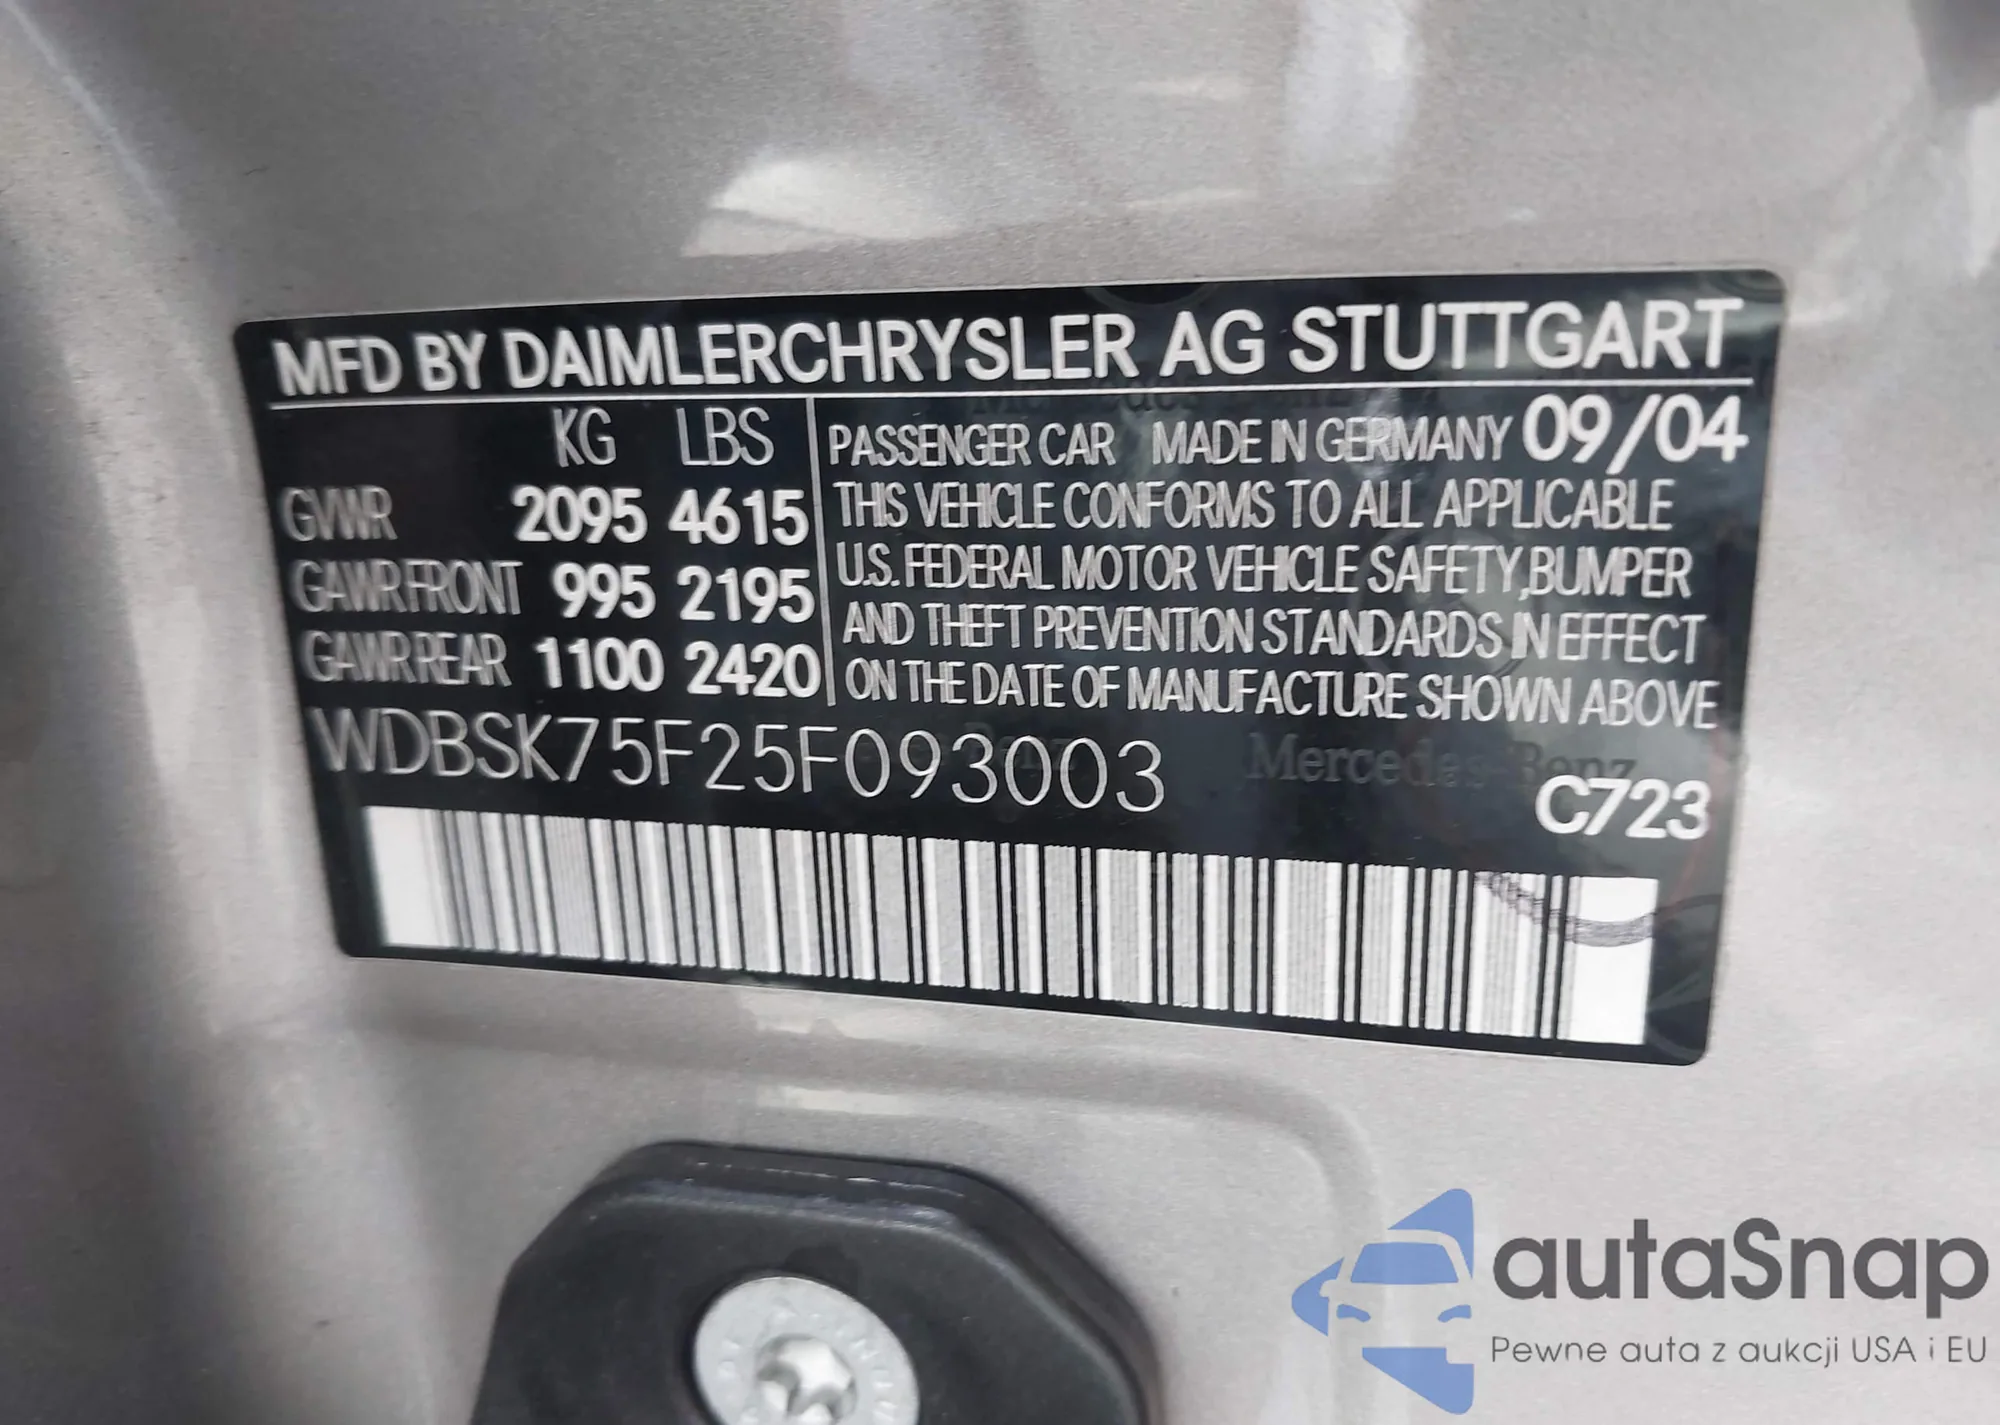 MFD BY DAIMLERCHRYSLER AG STUTTGART
KG LBS
GVWR 2095 4615
GAWR FRONT 995 2195
GAWR REAR 1100 2420
PASSENGER CAR MADE IN GERMANY 09/04
THIS VEHICLE CONFORMS TO ALL APPLICABLE
U.S. FEDERAL MOTOR VEHICLE SAFETY, BUMPER
AND THEFT PREVENTION STANDARDS IN EFFECT
ON THE DATE OF MANUFACTURE SHOWN ABOVE
WDBSK75F25F093003
Mercedes-Benz
C723
autaSnap
Pewne auta z aukcji USA i EU